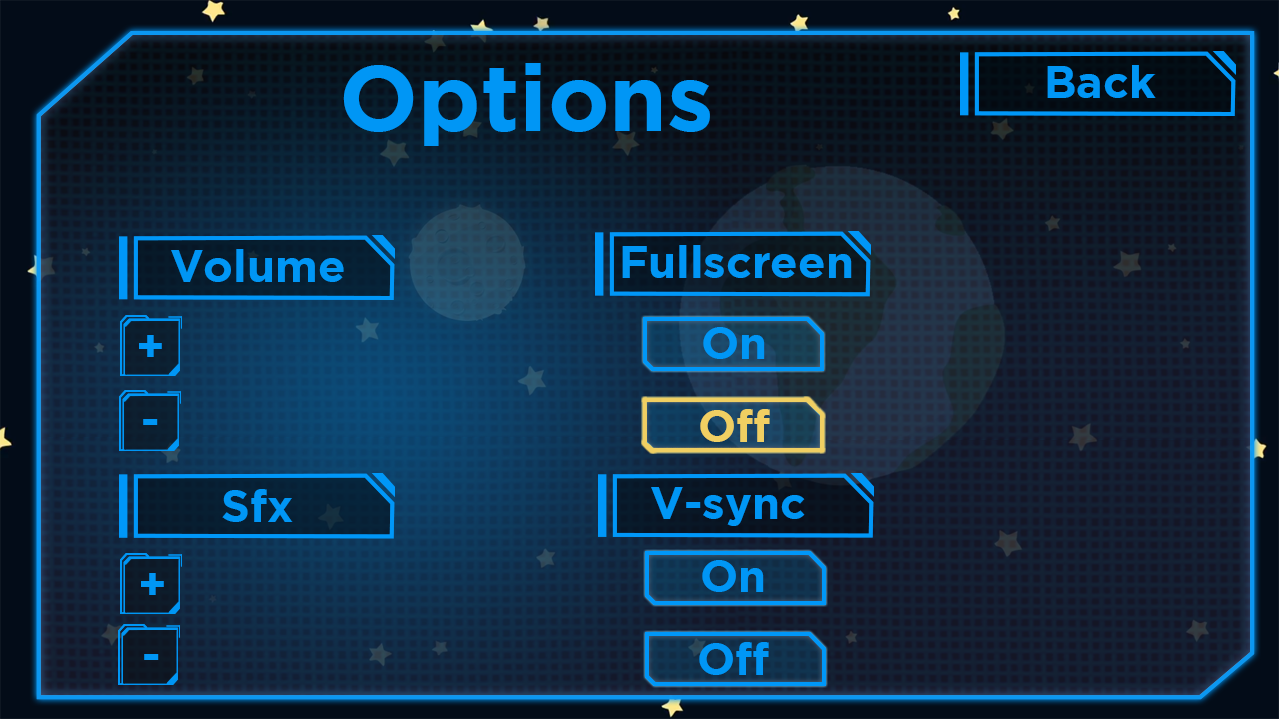 Options
Back
Volume
+
-
Sfx
+
-
Fullscreen
On
Off
V-sync
On
Off